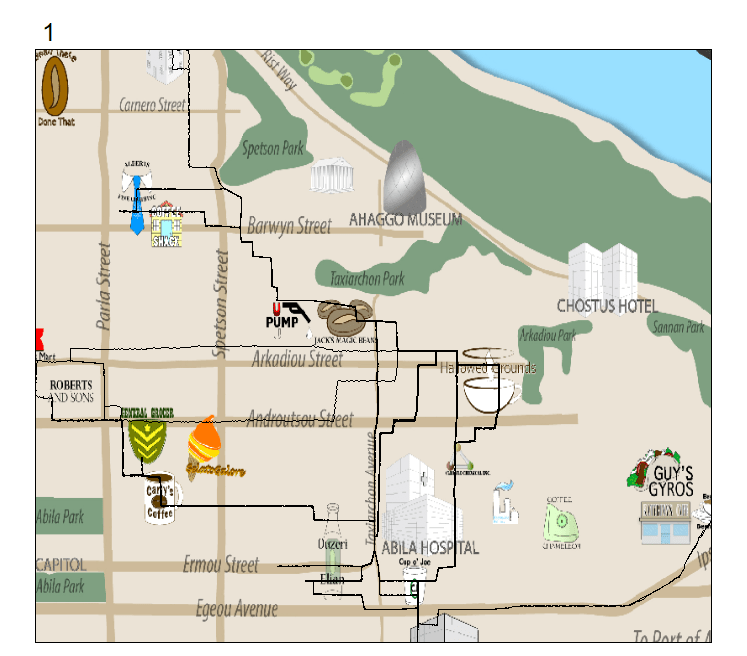 1
There
Done That
Carnero Street
Rist Way
Spetson Park
ALBERTS
FINE CLOTHING
COFFEE
SHACK
Barwyn Street
AHAGGO MUSEUM
Parla Street
Spetson Street
Taxiarchon Park
CHOSTUS HOTEL
U
PUMP
JACK'S MAGIC BEANS
Arkadiou Park
Sannan Park
Mart
Arkadiou Street
Hallowed Grounds
ROBERTS
AND SONS
GENERAL GROCER
Androutsou Street
GelatoGalore
Taxiarchon Avenue
Carly's
Coffee
GUY'S
GYROS
Abila Park
COFFEE
CHAMELEON
Ouzeri
Elian
ABILA HOSPITAL
CAPITOL
Ermou Street
Cup o' Joe
Abila Park
Egeou Avenue
To Port of A